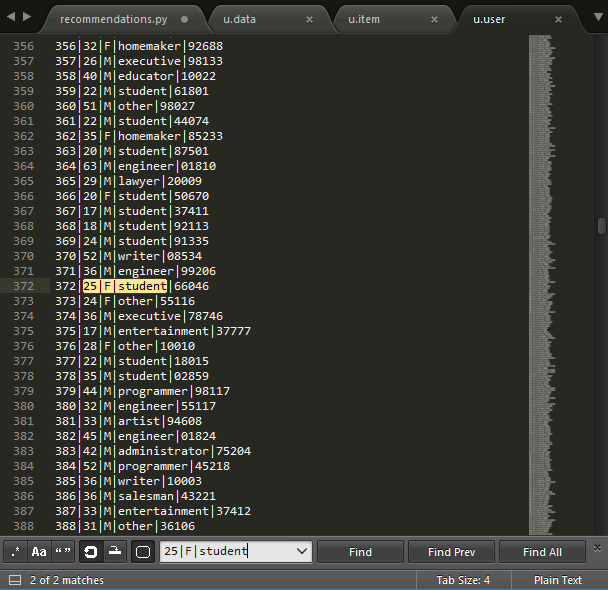 recommendations.py u.data u.item u.user
356 356|32|F|homemaker|92688
357 357|26|M|executive|98133
358 358|40|M|educator|10022
359 359|22|M|student|61801
360 360|51|M|other|98027
361 361|22|M|student|44074
362 362|35|F|homemaker|85233
363 363|20|M|student|87501
364 364|63|M|engineer|01810
365 365|29|M|lawyer|20009
366 366|20|F|student|50670
367 367|17|M|student|37411
368 368|18|M|student|92113
369 369|24|M|student|91335
370 370|52|M|writer|08534
371 371|36|M|engineer|99206
372 372|25|F|student|66046
373 373|24|F|other|55116
374 374|36|M|executive|78746
375 375|17|M|entertainment|37777
376 376|28|F|other|10010
377 377|22|M|student|18015
378 378|35|M|student|02859
379 379|44|M|programmer|98117
380 380|32|M|engineer|55117
381 381|33|M|artist|94608
382 382|45|M|engineer|01824
383 383|42|M|administrator|75204
384 384|52|M|programmer|45218
385 385|36|M|writer|10003
386 386|36|M|salesman|43221
387 387|33|M|entertainment|37412
388 388|31|M|other|36106
.* Aa “” 25|F|student Find Find Prev Find All
2 of 2 matches Tab Size: 4 Plain Text